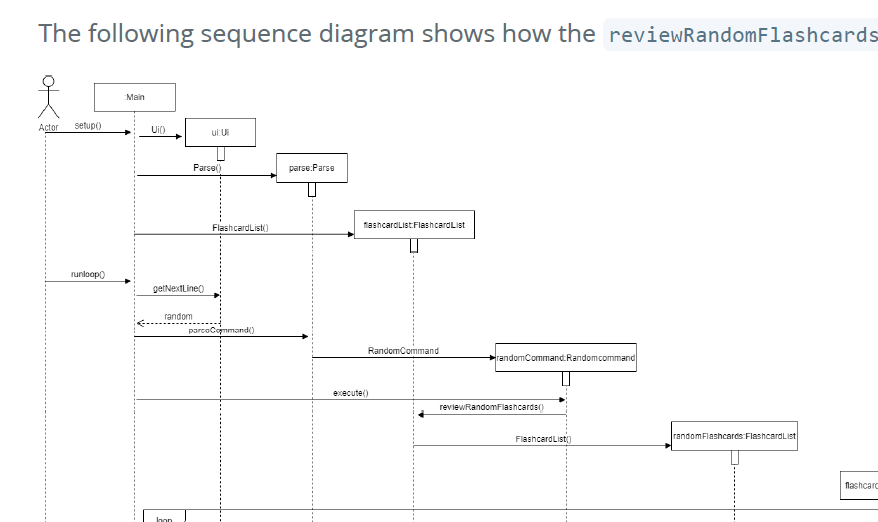 The following sequence diagram shows how the reviewRandomFlashcards
:Main
Actor
setup()
Ui()
ui:Ui
Parse()
parse:Parse
FlashcardList()
flashcardList:FlashcardList
runloop()
getNextLine()
random
parseCommand()
RandomCommand
randomCommand:Randomcommand
execute()
reviewRandomFlashcards()
FlashcardList()
randomFlashcards:FlashcardList
flashcard
loop